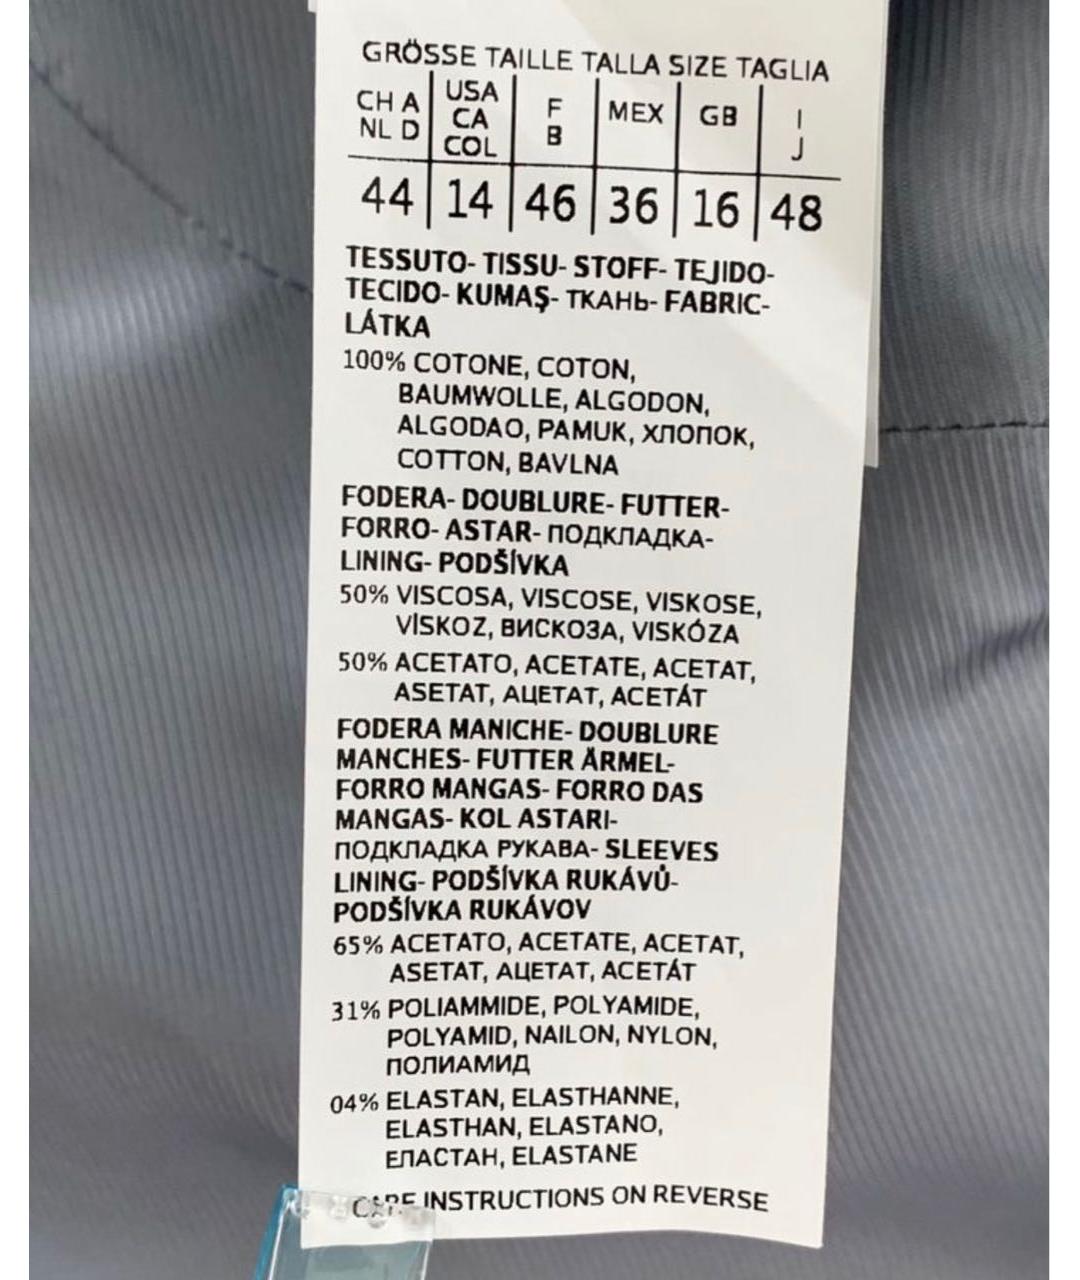 GRÖSSE TAILLE TALLA SIZE TAGLIA
CH A NL D | USA CA COL | F B | MEX | GB | I J
44 | 14 | 46 | 36 | 16 | 48
TESSUTO- TISSU- STOFF- TEJIDO-
TECIDO- KUMAŞ- ТКАНЬ- FABRIC-
LÁTKA
100% COTONE, COTON,
BAUMWOLLE, ALGODON,
ALGODAO, PAMUK, ХЛОПОК,
COTTON, BAVLNA
FODERA- DOUBLURE- FUTTER-
FORRO- ASTAR- ПОДКЛАДКА-
LINING- PODŠÍVKA
50% VISCOSA, VISCOSE, VISKOSE,
VİSKOZ, ВИСКОЗА, VISKÓZA
50% ACETATO, ACETATE, ACETAT,
ASETAT, АЦЕТАТ, ACETÁT
FODERA MANICHE- DOUBLURE
MANCHES- FUTTER ÄRMEL-
FORRO MANGAS- FORRO DAS
MANGAS- KOL ASTARI-
ПОДКЛАДКА РУКАВА- SLEEVES
LINING- PODŠÍVKA RUKÁVŮ-
PODŠÍVKA RUKÁVOV
65% ACETATO, ACETATE, ACETAT,
ASETAT, АЦЕТАТ, ACETÁT
31% POLIAMMIDE, POLYAMIDE,
POLYAMID, NAILON, NYLON,
ПОЛИАМИД
04% ELASTAN, ELASTHANNE,
ELASTHAN, ELASTANO,
ЕЛАСТАН, ELASTANE
CARE INSTRUCTIONS ON REVERSE